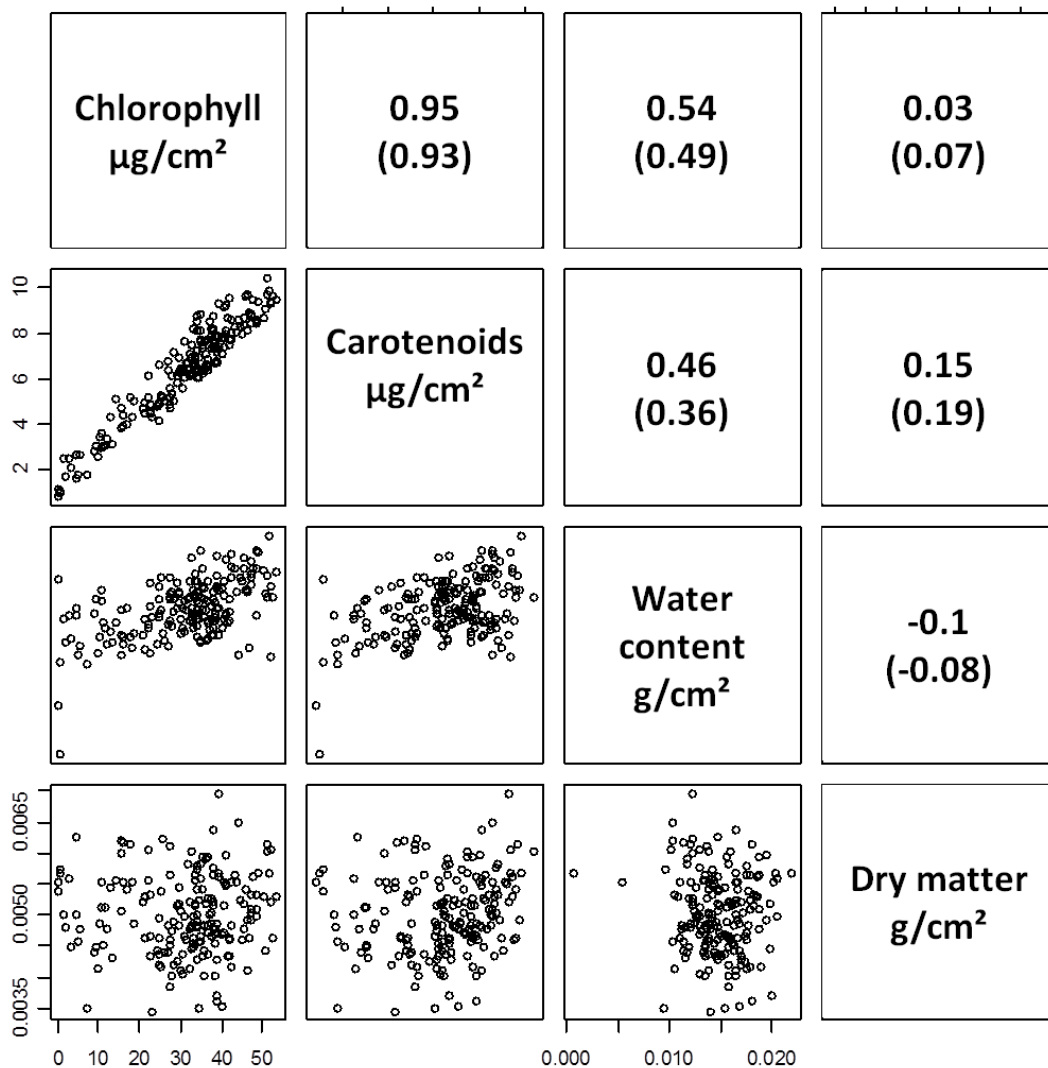 Chlorophyll
µg/cm²
0.95
(0.93)
0.54
(0.49)
0.03
(0.07)
10
8
6
4
2
Carotenoids
µg/cm²
0.46
(0.36)
0.15
(0.19)
Water
content
g/cm²
-0.1
(-0.08)
0.0065
0.0050
0.0035
Dry matter
g/cm²
0 10 20 30 40 50
0.000 0.010 0.020